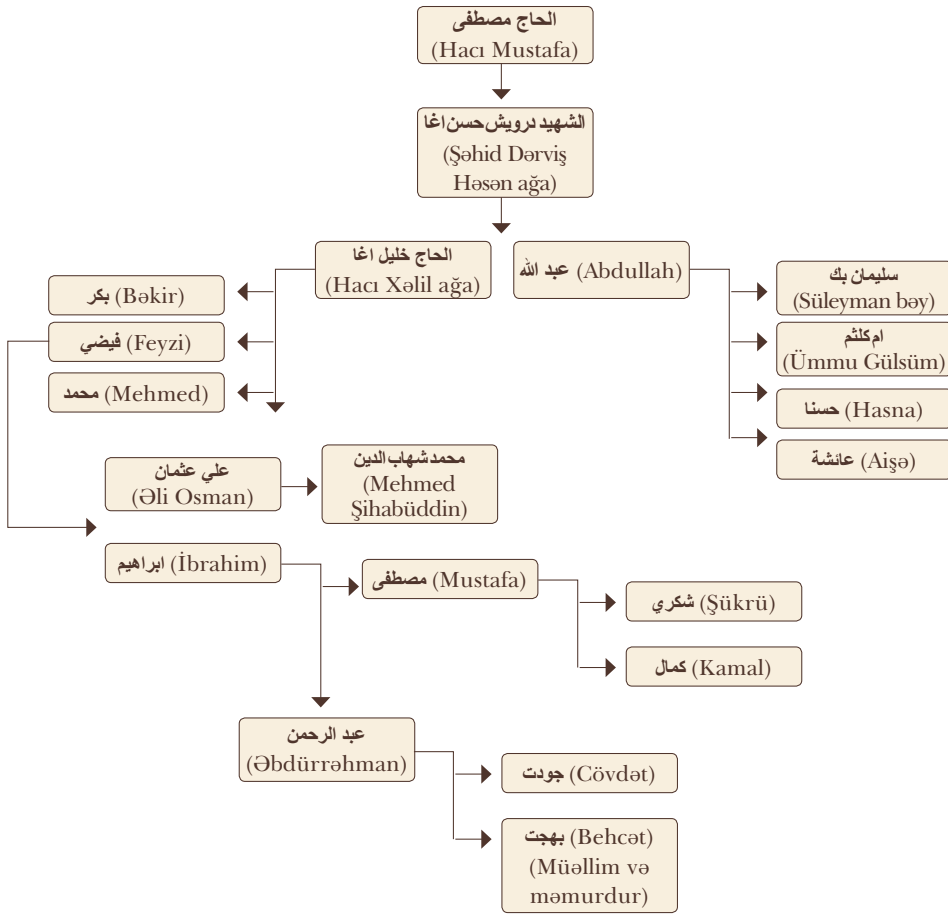 الحاج مصطفى
(Hacı Mustafa)
الشهيد درويش حسن اغا
(Şəhid Dərviş
Həsən ağa)
الحاج خليل اغا
(Hacı Xəlil ağa)
عبد الله (Abdullah)
بكر (Bəkir)
فيضي (Feyzi)
محمد (Mehmed)
سليمان بك
(Süleyman bəy)
ام كلثم
(Ümmu Gülsüm)
حسنا (Hasna)
عائشة (Aişə)
علي عثمان
(Əli Osman)
محمد شهاب الدين
(Mehmed
Şihabüddin)
ابراهيم (İbrahim)
مصطفى (Mustafa)
شكري (Şükrü)
كمال (Kamal)
عبد الرحمن
(Əbdürrəhman)
جودت (Cövdət)
بهجت (Behcət)
(Müəllim və
məmurdur)